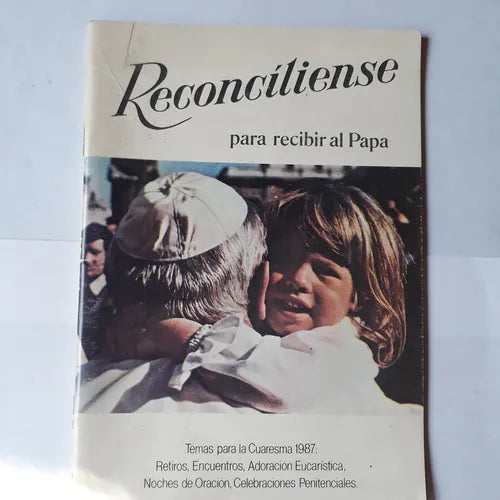 Reconcíliense
para recibir al Papa
Temas para la Cuaresma 1987:
Retiros, Encuentros, Adoración Eucarística,
Noches de Oración, Celebraciones Penitenciales.